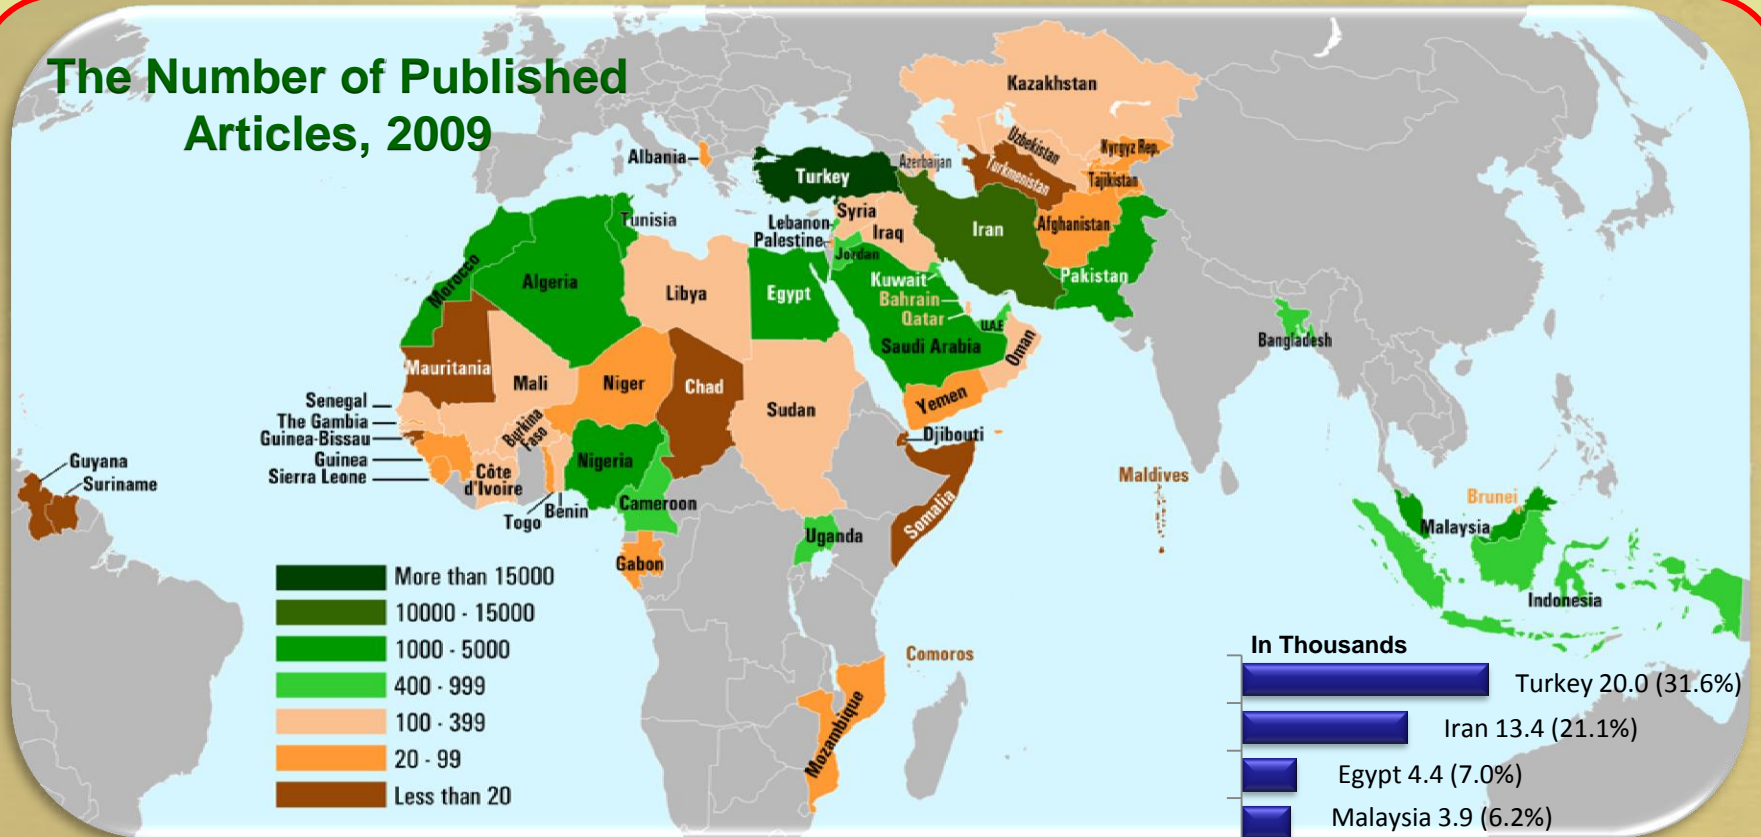 The Number of Published
Articles, 2009
Kazakhstan
Uzbekistan
Kyrgyz Rep.
Azerbaijan
Turkmenistan
Tajikistan
Albania
Turkey
Tunisia
Lebanon
Syria
Palestine
Iraq
Iran
Afghanistan
Jordan
Morocco
Algeria
Libya
Egypt
Kuwait
Bahrain
Qatar
Pakistan
U.A.E
Saudi Arabia
Oman
Bangladesh
Mauritania
Mali
Niger
Chad
Sudan
Yemen
Senegal
The Gambia
Guinea-Bissau
Guinea
Sierra Leone
Burkina
Faso
Côte
d'Ivoire
Nigeria
Togo
Benin
Cameroon
Djibouti
Somalia
Guyana
Suriname
Maldives
Brunei
Malaysia
Uganda
Gabon
Indonesia
Comoros
Mozambique
More than 15000
10000 - 15000
1000 - 5000
400 - 999
100 - 399
20 - 99
Less than 20
In Thousands
Turkey 20.0 (31.6%)
Iran 13.4 (21.1%)
Egypt 4.4 (7.0%)
Malaysia 3.9 (6.2%)